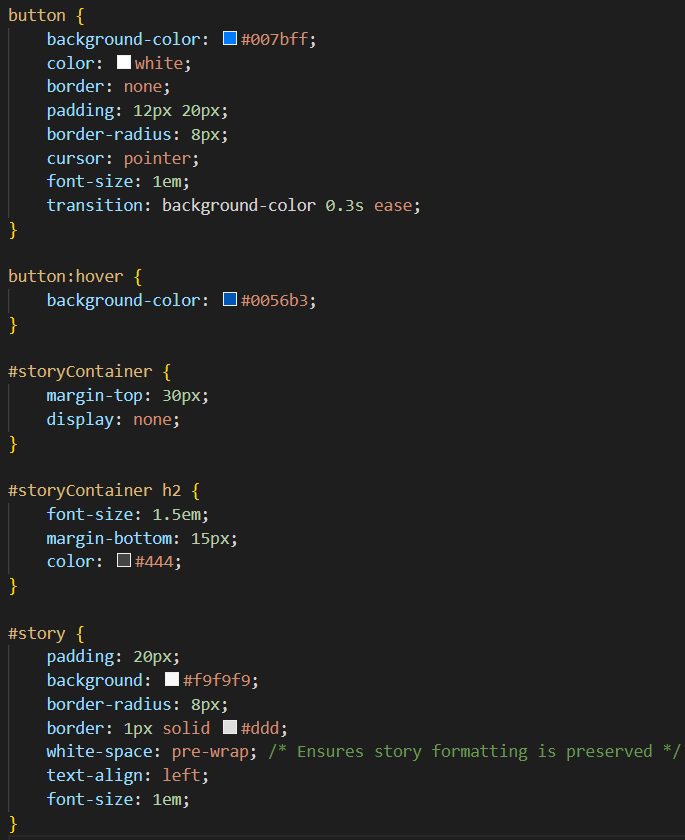 button {
    background-color: #007bff;
    color: white;
    border: none;
    padding: 12px 20px;
    border-radius: 8px;
    cursor: pointer;
    font-size: 1em;
    transition: background-color 0.3s ease;
}

button:hover {
    background-color: #0056b3;
}

#storyContainer {
    margin-top: 30px;
    display: none;
}

#storyContainer h2 {
    font-size: 1.5em;
    margin-bottom: 15px;
    color: #444;
}

#story {
    padding: 20px;
    background: #f9f9f9;
    border-radius: 8px;
    border: 1px solid #ddd;
    white-space: pre-wrap; /* Ensures story formatting is preserved */
    text-align: left;
    font-size: 1em;
}